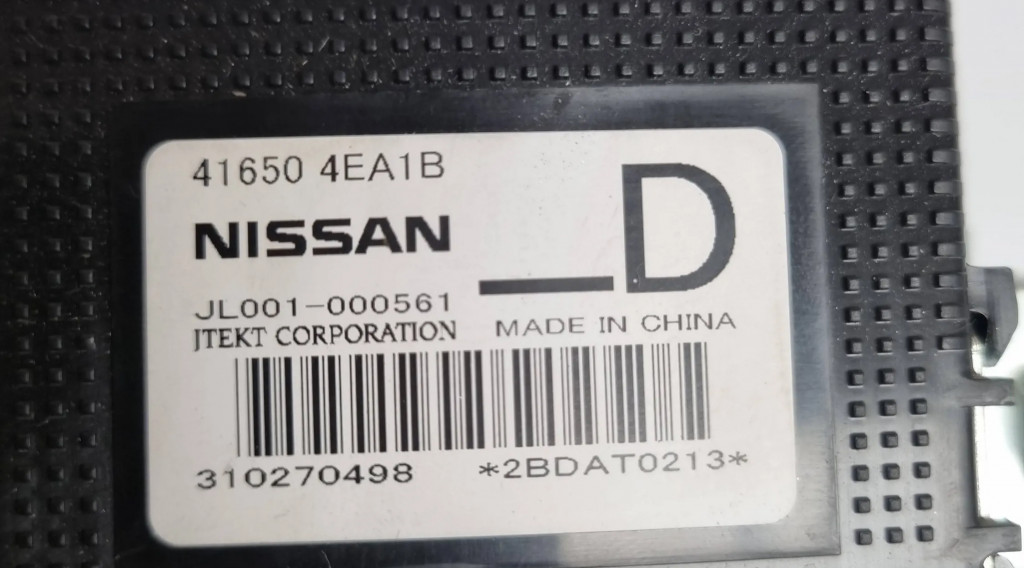 41650 4EA1B
NISSAN
_D
JL001-000561
JTEKT CORPORATION
MADE IN CHINA
310270498 *2BDAT0213*